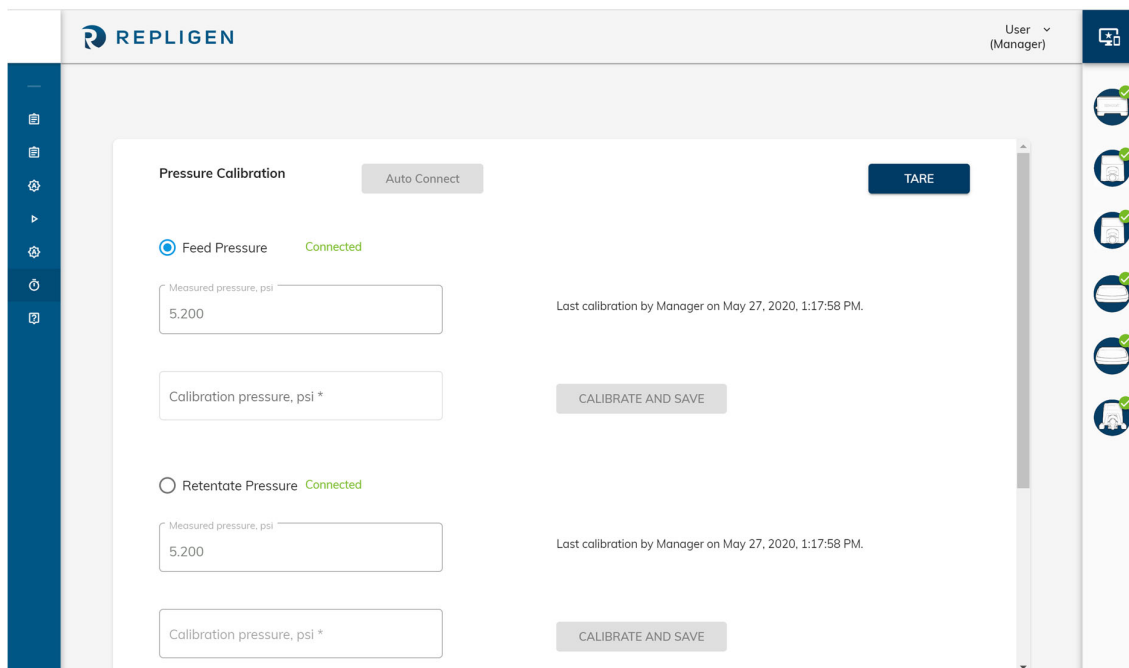 REPLIGEN
User
(Manager)
Pressure Calibration
Auto Connect
TARE
Feed Pressure
Connected
Measured pressure, psi
5.200
Last calibration by Manager on May 27, 2020, 1:17:58 PM.
Calibration pressure, psi *
CALIBRATE AND SAVE
Retentate Pressure
Connected
Measured pressure, psi
5.200
Last calibration by Manager on May 27, 2020, 1:17:58 PM.
Calibration pressure, psi *
CALIBRATE AND SAVE